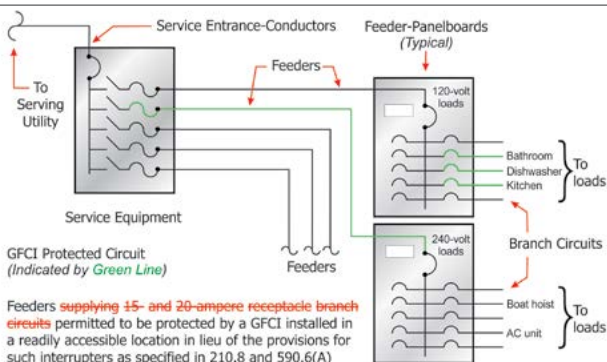 Service Entrance-Conductors
Feeder-Panelboards
(Typical)
To
Serving
Utility
Feeders
120-volt
loads
Bathroom
Dishwasher
Kitchen
To
loads
Service Equipment
Feeders
240-volt
loads
Branch Circuits
Boat hoist
AC unit
To
loads
GFCI Protected Circuit
(Indicated by Green Line)
Feeders supplying 15- and 20-ampere receptacle branch
circuits permitted to be protected by a GFCI installed in
a readily accessible location in lieu of the provisions for
such interrupters as specified in 210.8 and 590.6(A)